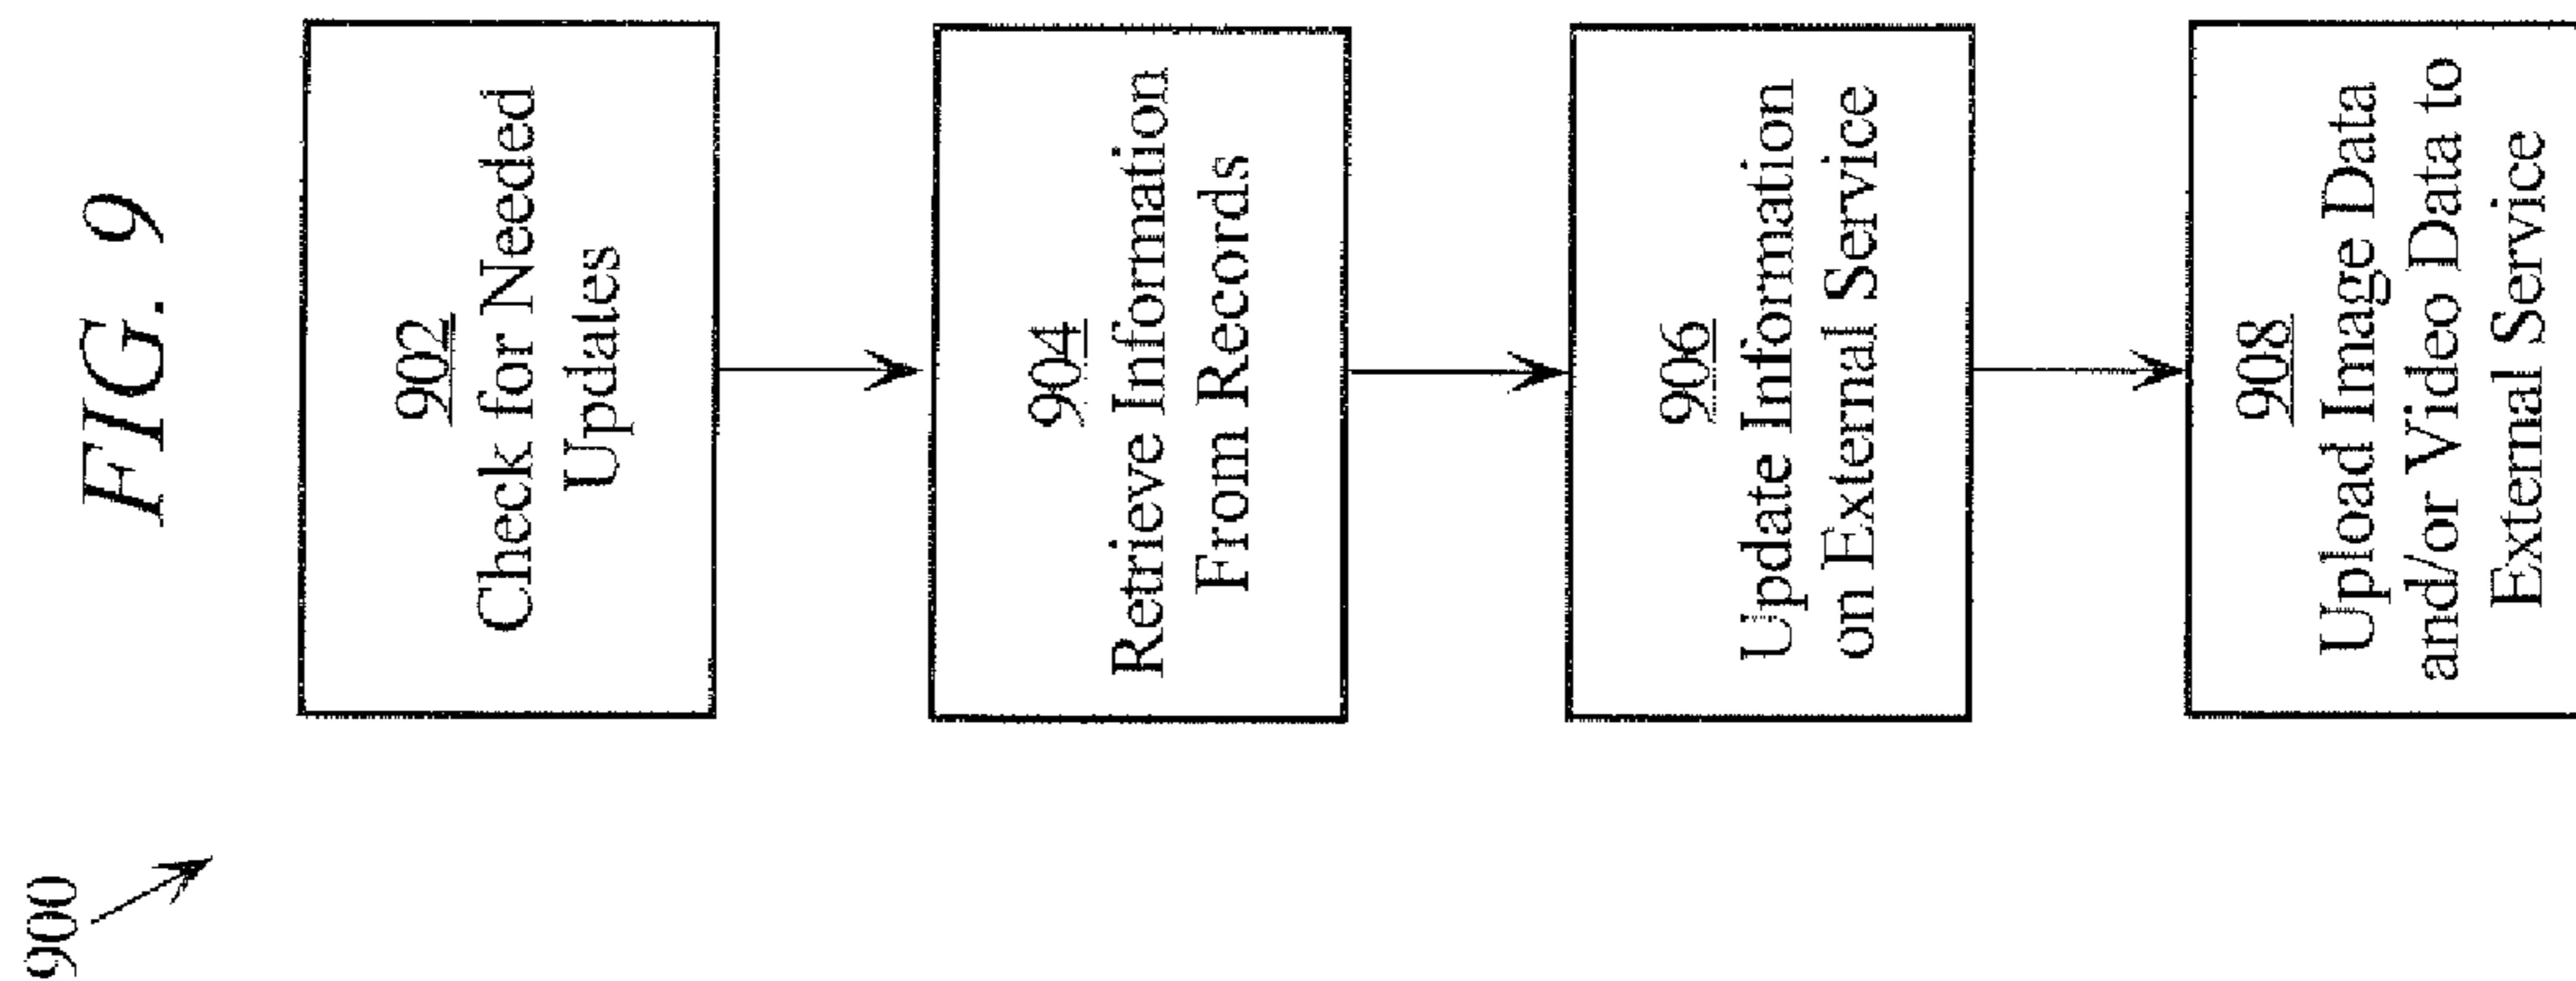 900
FIG. 9
902
Check for Needed
Updates
904
Retrieve Information
From Records
906
Update Information
on External Service
908
Upload Image Data
and/or Video Data to
External Service